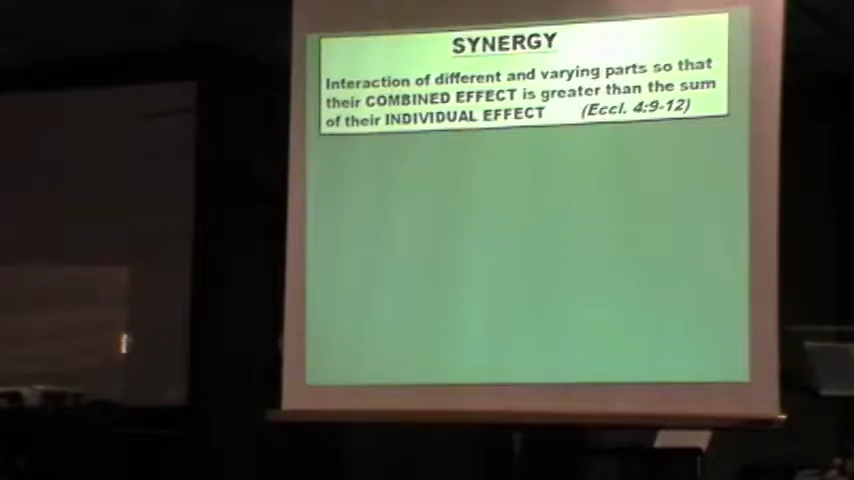 SYNERGY
Interaction of different and varying parts so that
their COMBINED EFFECT is greater than the sum
of their INDIVIDUAL EFFECT (Eccl. 4:9-12)